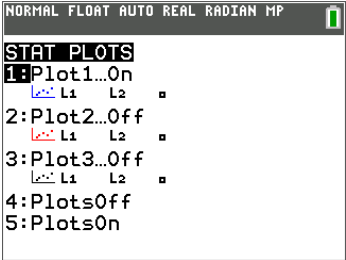 NORMAL FLOAT AUTO REAL RADIAN MP
STAT PLOTS
1:Plot1…On
L1 L2
2:Plot2…Off
L1 L2
3:Plot3…Off
L1 L2
4:PlotsOff
5:PlotsOn